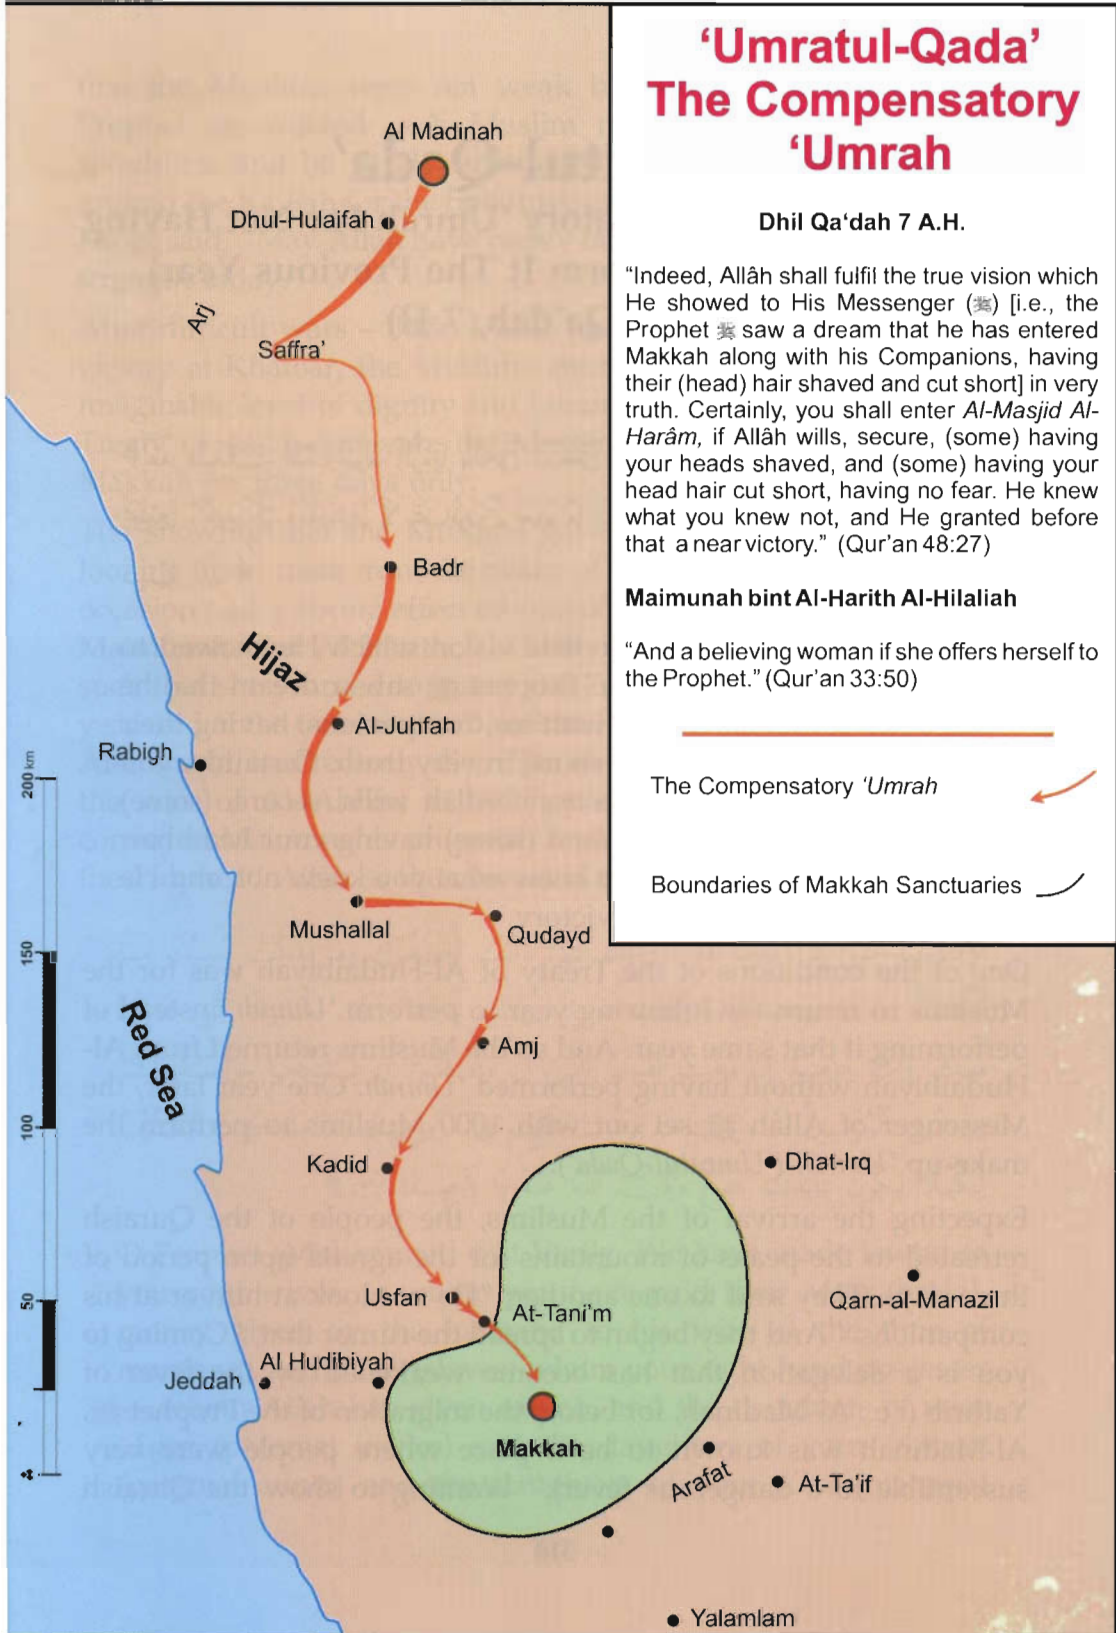 ‘Umratul-Qada’
The Compensatory
‘Umrah
Dhil Qa‘dah 7 A.H.
“Indeed, Allâh shall fulfil the true vision which
He showed to His Messenger (ﷺ) [i.e., the
Prophet ﷺ saw a dream that he has entered
Makkah along with his Companions, having
their (head) hair shaved and cut short] in very
truth. Certainly, you shall enter Al-Masjid Al-
Harâm, if Allâh wills, secure, (some) having
your heads shaved, and (some) having your
head hair cut short, having no fear. He knew
what you knew not, and He granted before
that a near victory.” (Qur’an 48:27)
Maimunah bint Al-Harith Al-Hilaliah
“And a believing woman if she offers herself to
the Prophet.” (Qur’an 33:50)
The Compensatory ‘Umrah
Boundaries of Makkah Sanctuaries
Al Madinah
Dhul-Hulaifah
Arj
Saffra’
Badr
Hijaz
Al-Juhfah
Rabigh
200 km
Mushallal
Qudayd
150
Red Sea
Amj
100
Kadid
Dhat-Irq
Qarn-al-Manazil
50
Usfan
At-Tani’m
Al Hudibiyah
Jeddah
Makkah
Arafat
At-Ta’if
Yalamlam